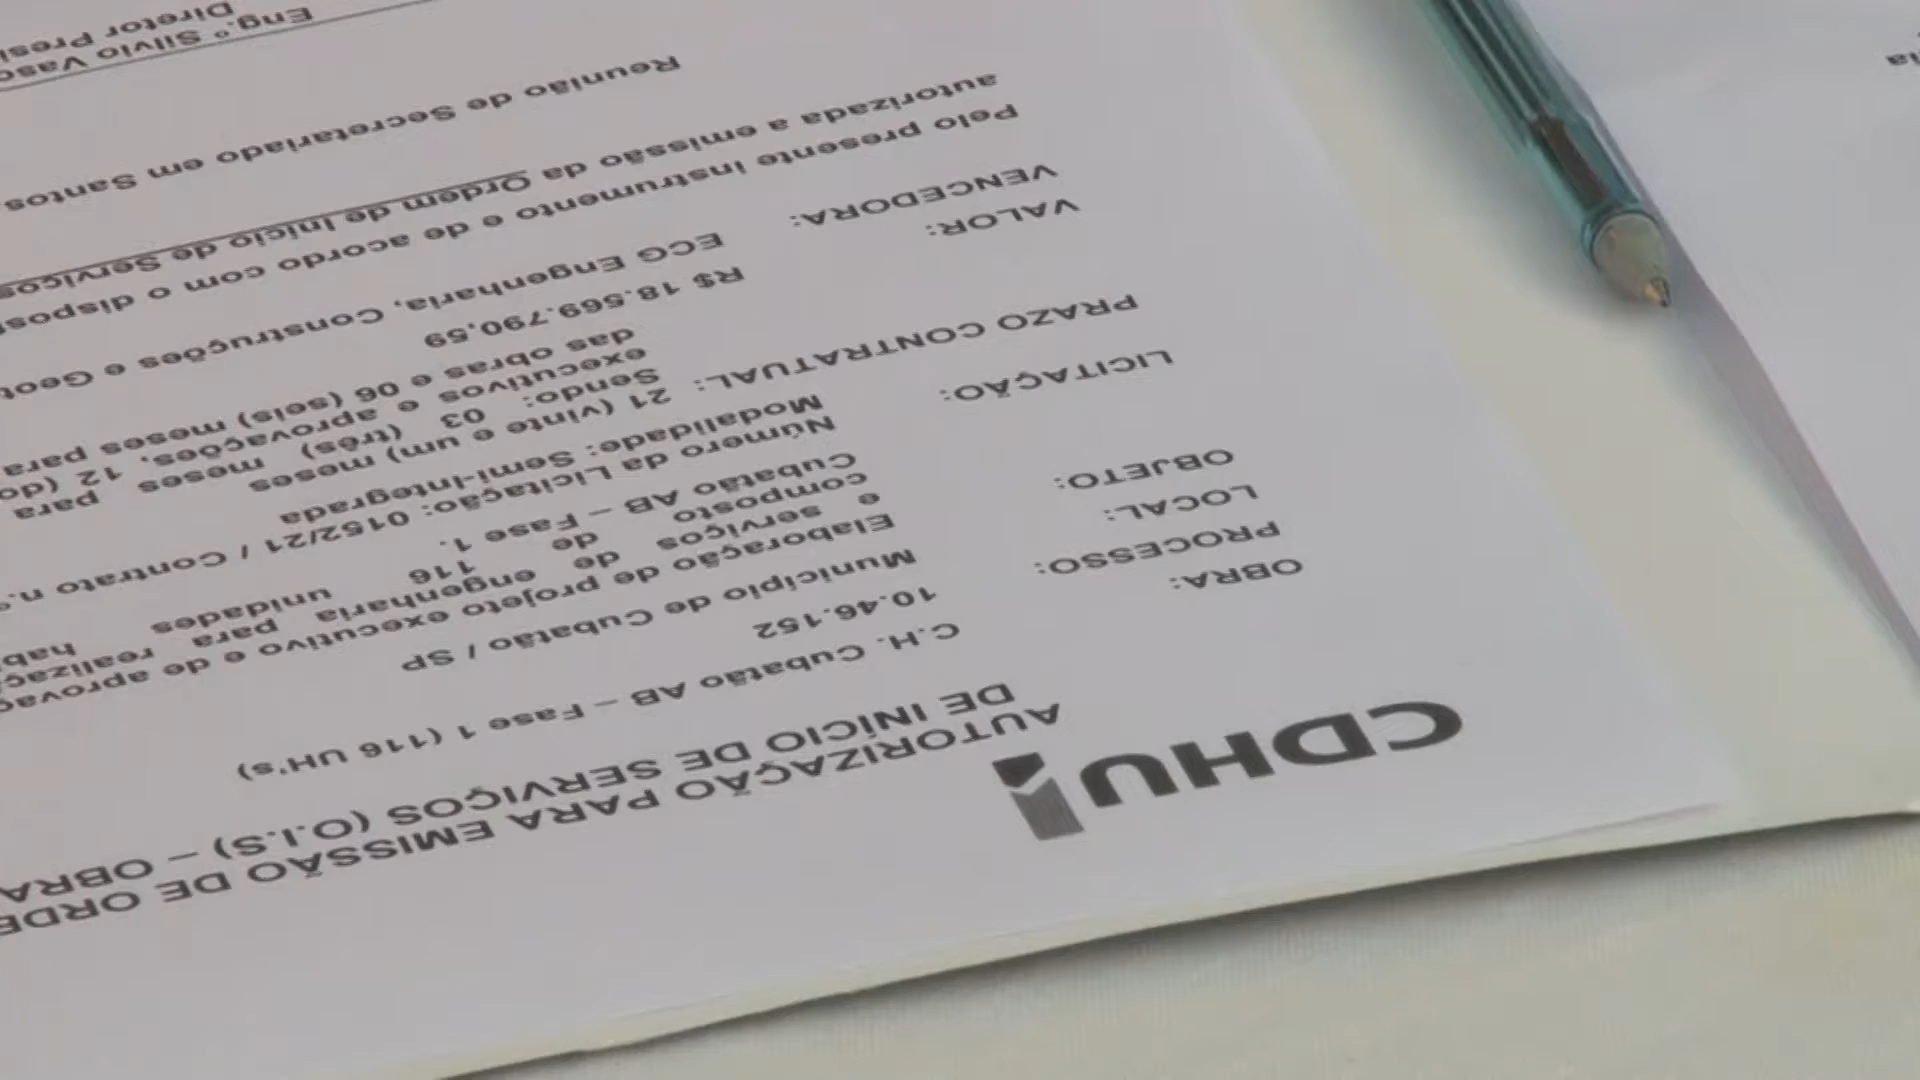 CDHU
AUTORIZAÇÃO PARA EMISSÃO DE ORDE
DE INÍCIO DE SERVIÇOS (O.I.S) – OBRA
OBRA: C.H. Cubatão AB – Fase 1 (116 UH's)
PROCESSO: 10.46.152
LOCAL: Município de Cubatão / SP
OBJETO: Elaboração de projeto executivo e de aprovaç
e serviços de engenharia para realizaç
composto de 116 unidades hab
Cubatão AB – Fase 1.
LICITAÇÃO: Número da Licitação: 0152/21 / Contrato n.º
Modalidade: Semi-Integrada
PRAZO CONTRATUAL: 21 (vinte e um) meses
Sendo: 03 (três) meses para
executivos e aprovações, 12 (do
das obras e 06 (seis) meses para
VALOR: R$ 18.569.790,59
VENCEDORA: ECG Engenharia, Construções e Geot
Pelo presente instrumento e de acordo com o dispost
autorizada a emissão da Ordem de Início de Serviços
Reunião de Secretariado em Santos
Eng.º Silvio Vasc
Diretor Presi
ia